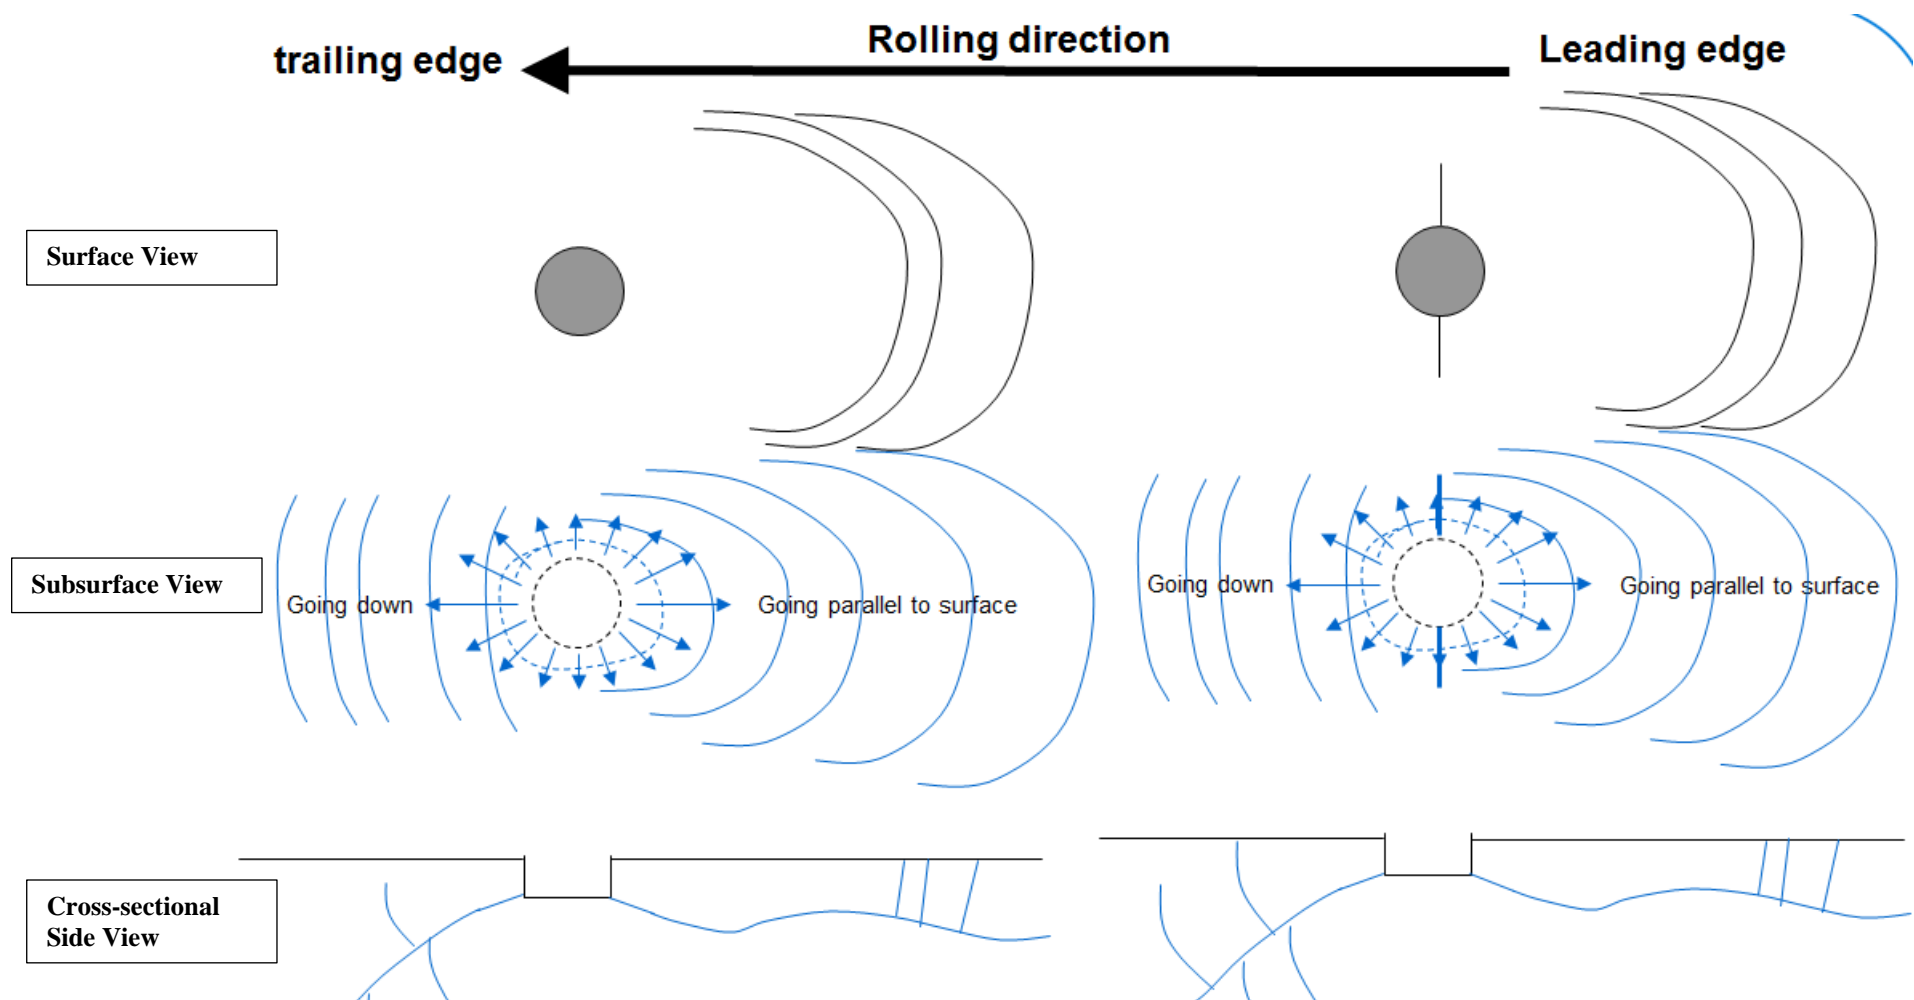 trailing edge
Rolling direction
Leading edge
Surface View
Subsurface View
Going down
Going parallel to surface
Going down
Going parallel to surface
Cross-sectional
Side View